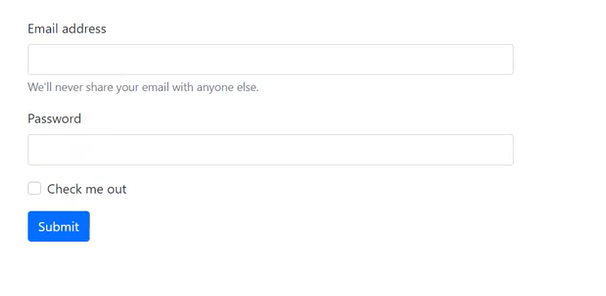 Email address
We'll never share your email with anyone else.
Password
Check me out
Submit